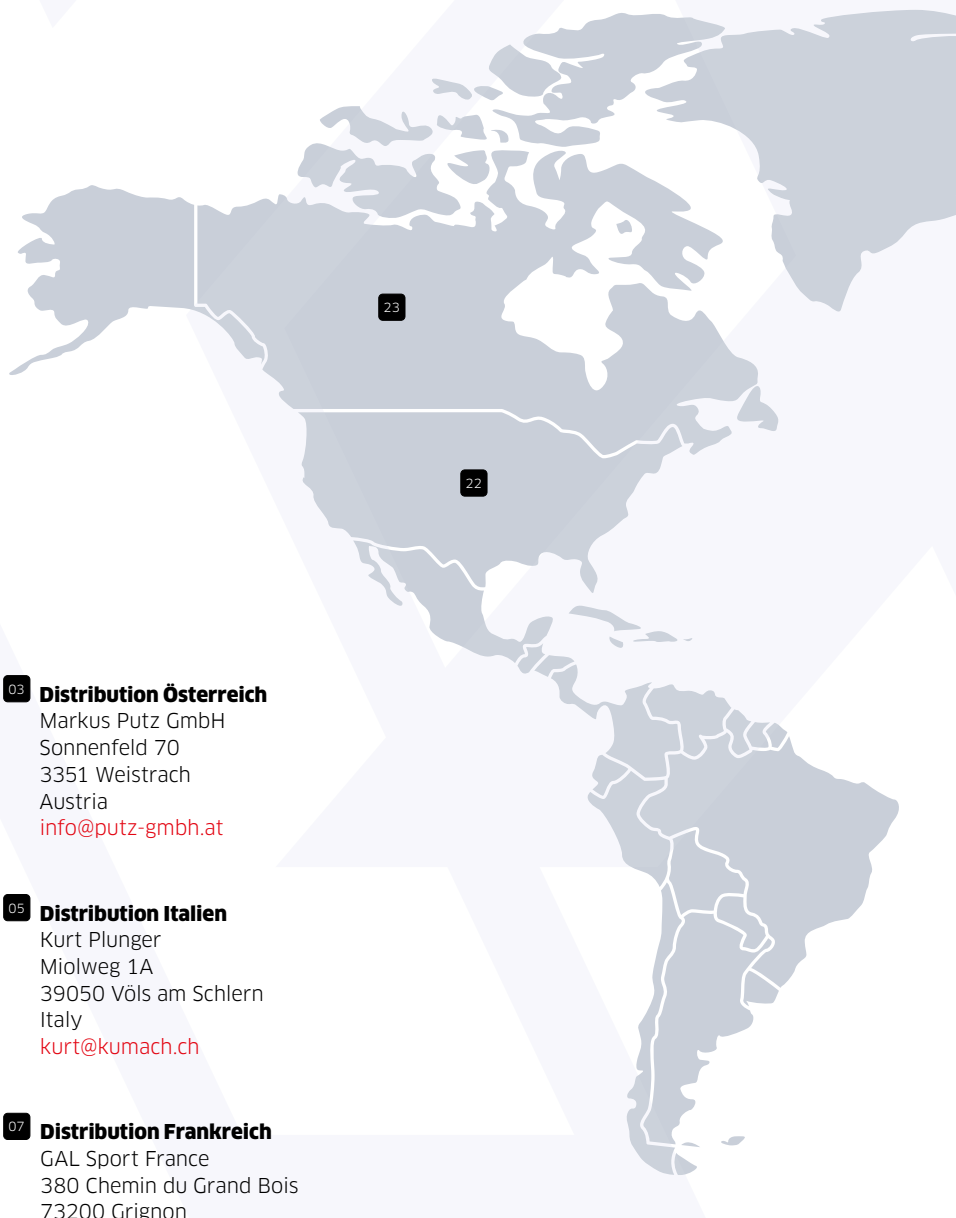 23
22
03 Distribution Österreich
Markus Putz GmbH
Sonnenfeld 70
3351 Weistrach
Austria
info@putz-gmbh.at
05 Distribution Italien
Kurt Plunger
Miolweg 1A
39050 Völs am Schlern
Italy
kurt@kumach.ch
07 Distribution Frankreich
GAL Sport France
380 Chemin du Grand Bois
73200 Grignon